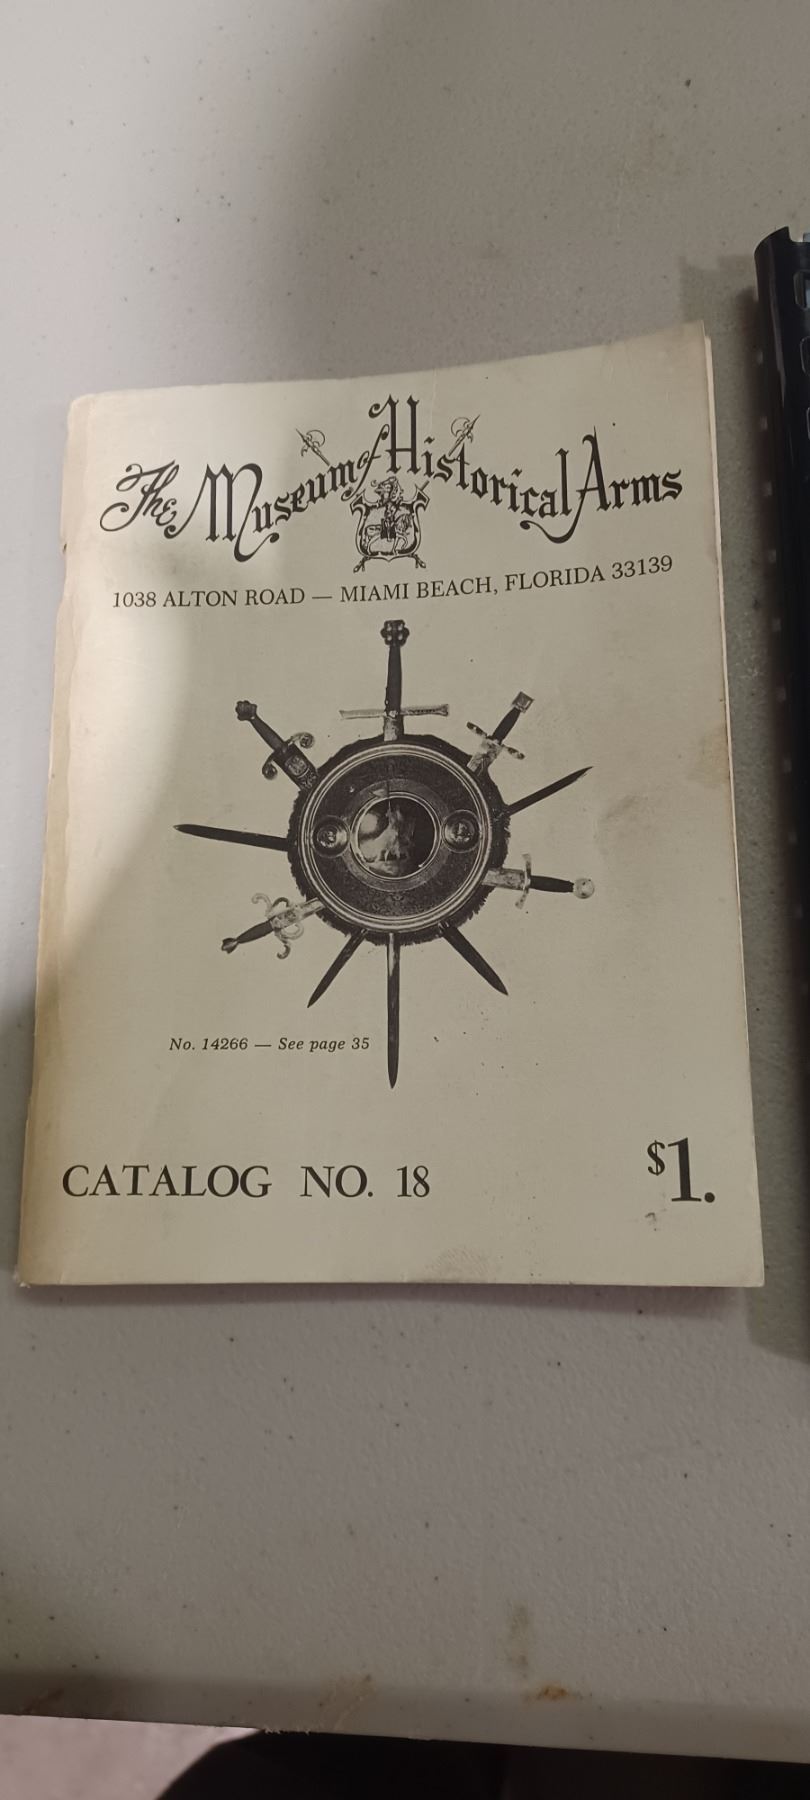 The Museum of Historical Arms
1038 ALTON ROAD — MIAMI BEACH, FLORIDA 33139
No. 14266 — See page 35
CATALOG NO. 18
$1.